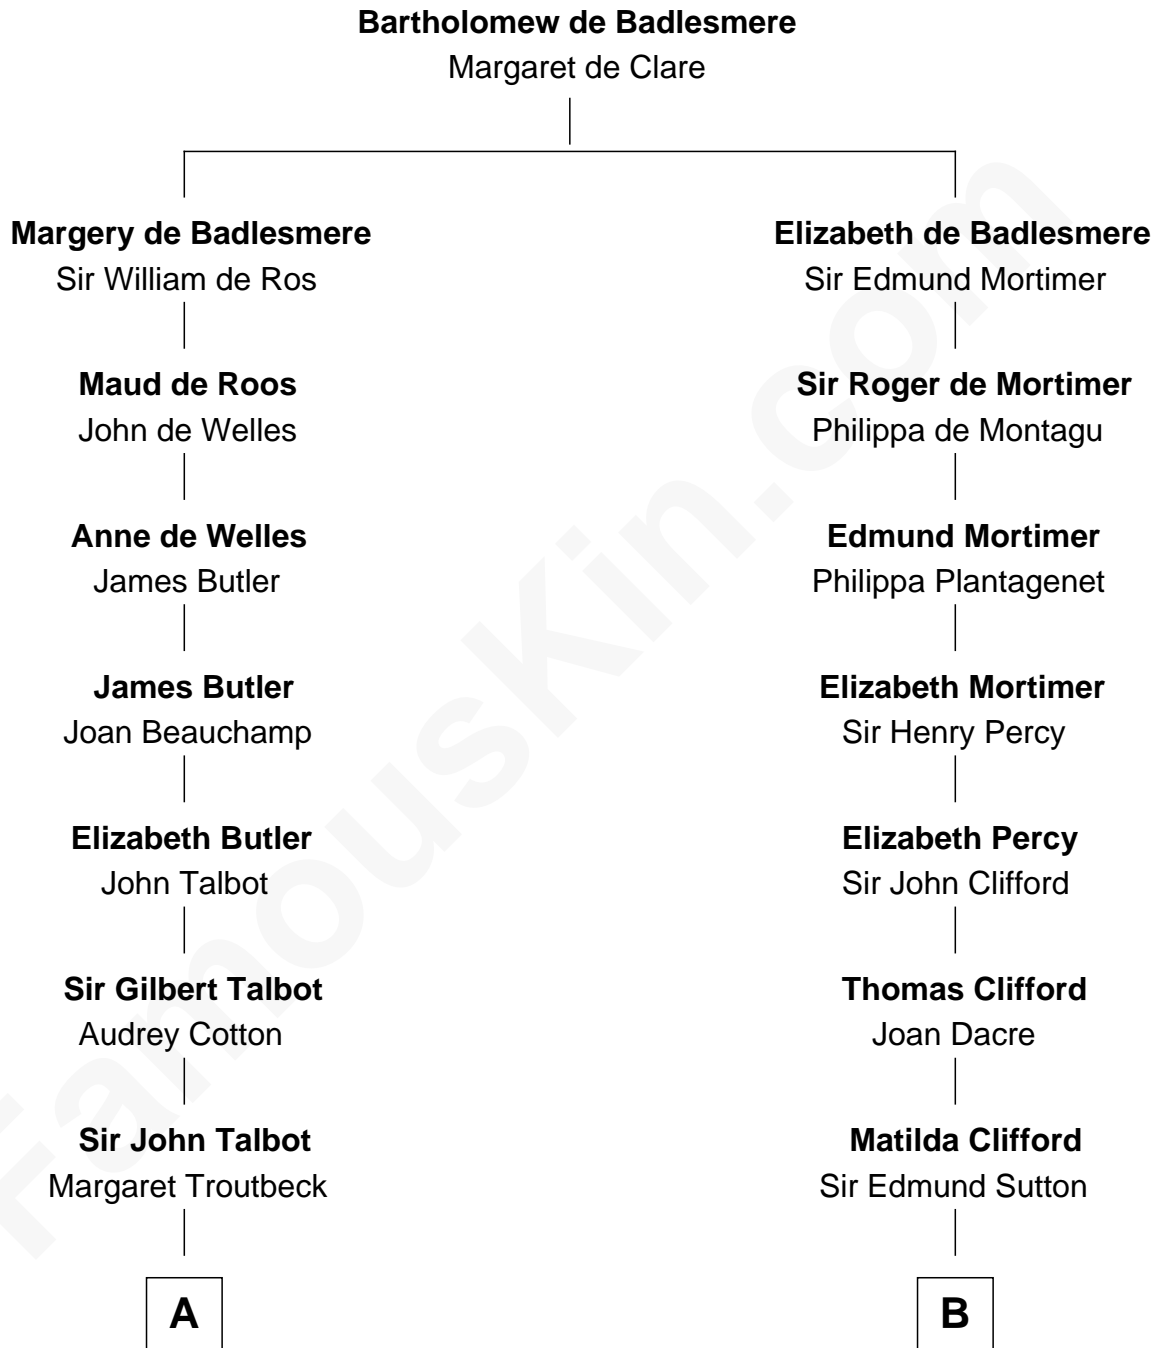 Bartholomew de Badlesmere
Margaret de Clare
Margery de Badlesmere
Sir William de Ros
Elizabeth de Badlesmere
Sir Edmund Mortimer
Maud de Roos
John de Welles
Sir Roger de Mortimer
Philippa de Montagu
Anne de Welles
James Butler
Edmund Mortimer
Philippa Plantagenet
James Butler
Joan Beauchamp
Elizabeth Mortimer
Sir Henry Percy
Elizabeth Butler
John Talbot
Elizabeth Percy
Sir John Clifford
Sir Gilbert Talbot
Audrey Cotton
Thomas Clifford
Joan Dacre
Sir John Talbot
Margaret Troutbeck
Matilda Clifford
Sir Edmund Sutton
A
B
FamousKin.com